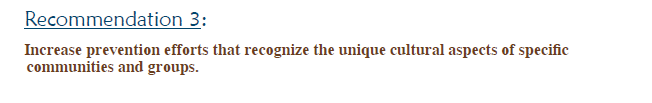 Recommendation 3:
Increase prevention efforts that recognize the unique cultural aspects of specific
communities and groups.